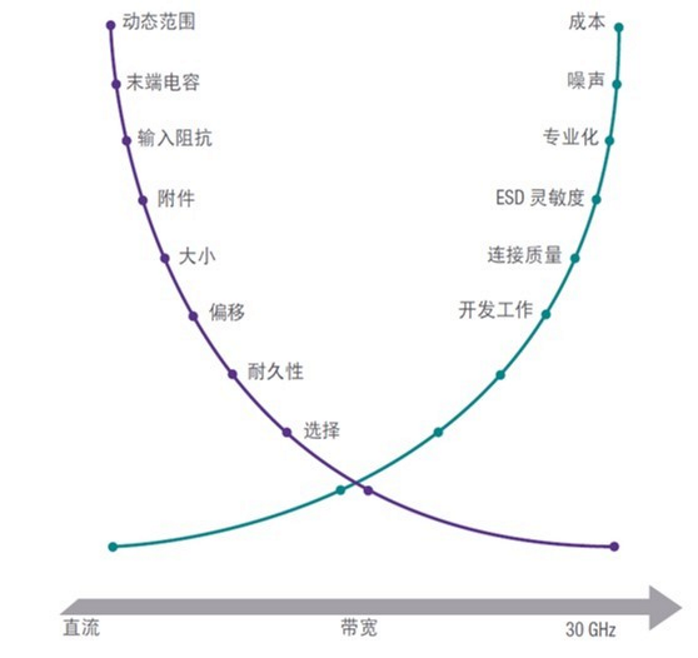 动态范围
成本
末端电容
噪声
输入阻抗
专业化
附件
ESD 灵敏度
大小
连接质量
偏移
开发工作
耐久性
选择
直流
带宽
30 GHz